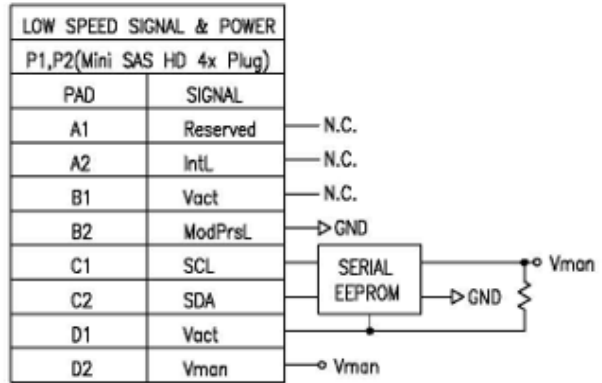 LOW SPEED SIGNAL & POWER
P1,P2(Mini SAS HD 4x Plug)
PAD SIGNAL
A1 Reserved N.C.
A2 IntL N.C.
B1 Vact N.C.
B2 ModPrsL GND
C1 SCL SERIAL Vman
C2 SDA EEPROM GND
D1 Vact
D2 Vman Vman